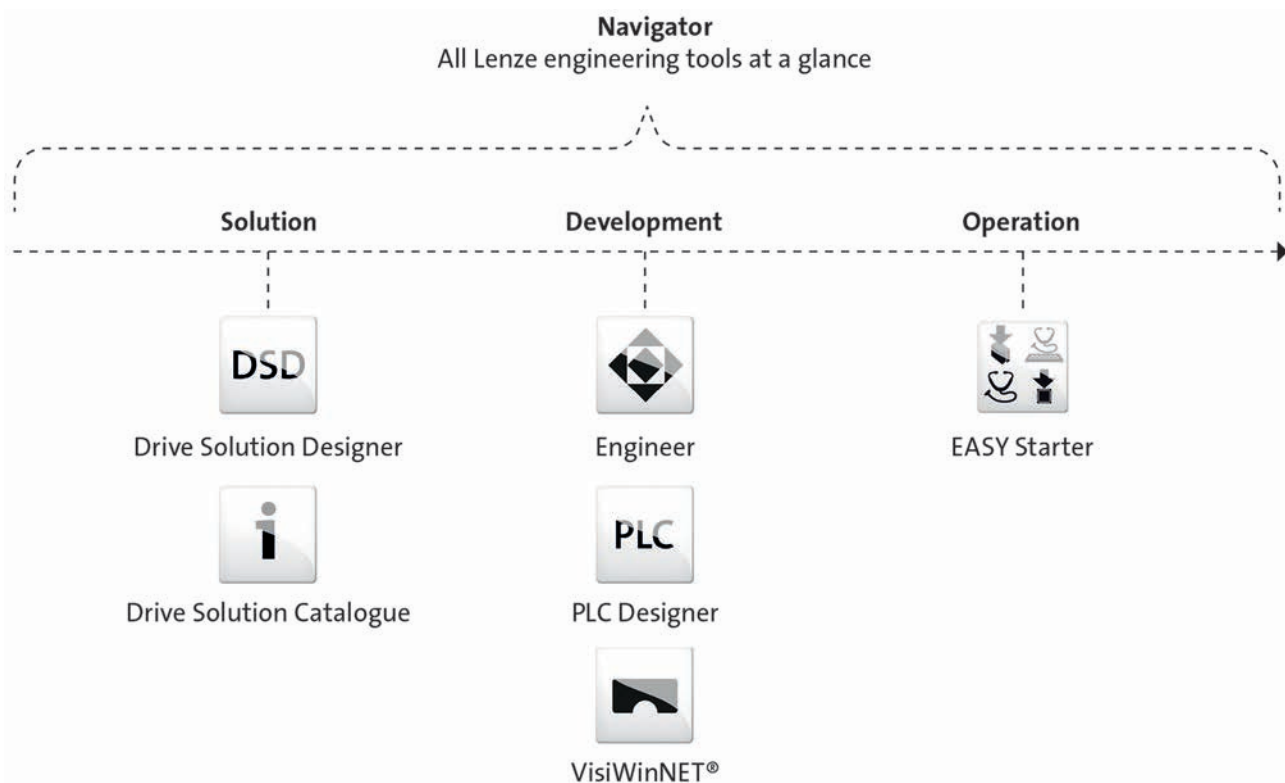 Navigator
All Lenze engineering tools at a glance
Solution
Development
Operation
DSD
Drive Solution Designer
Engineer
EASY Starter
i
Drive Solution Catalogue
PLC
PLC Designer
VisiWinNET®